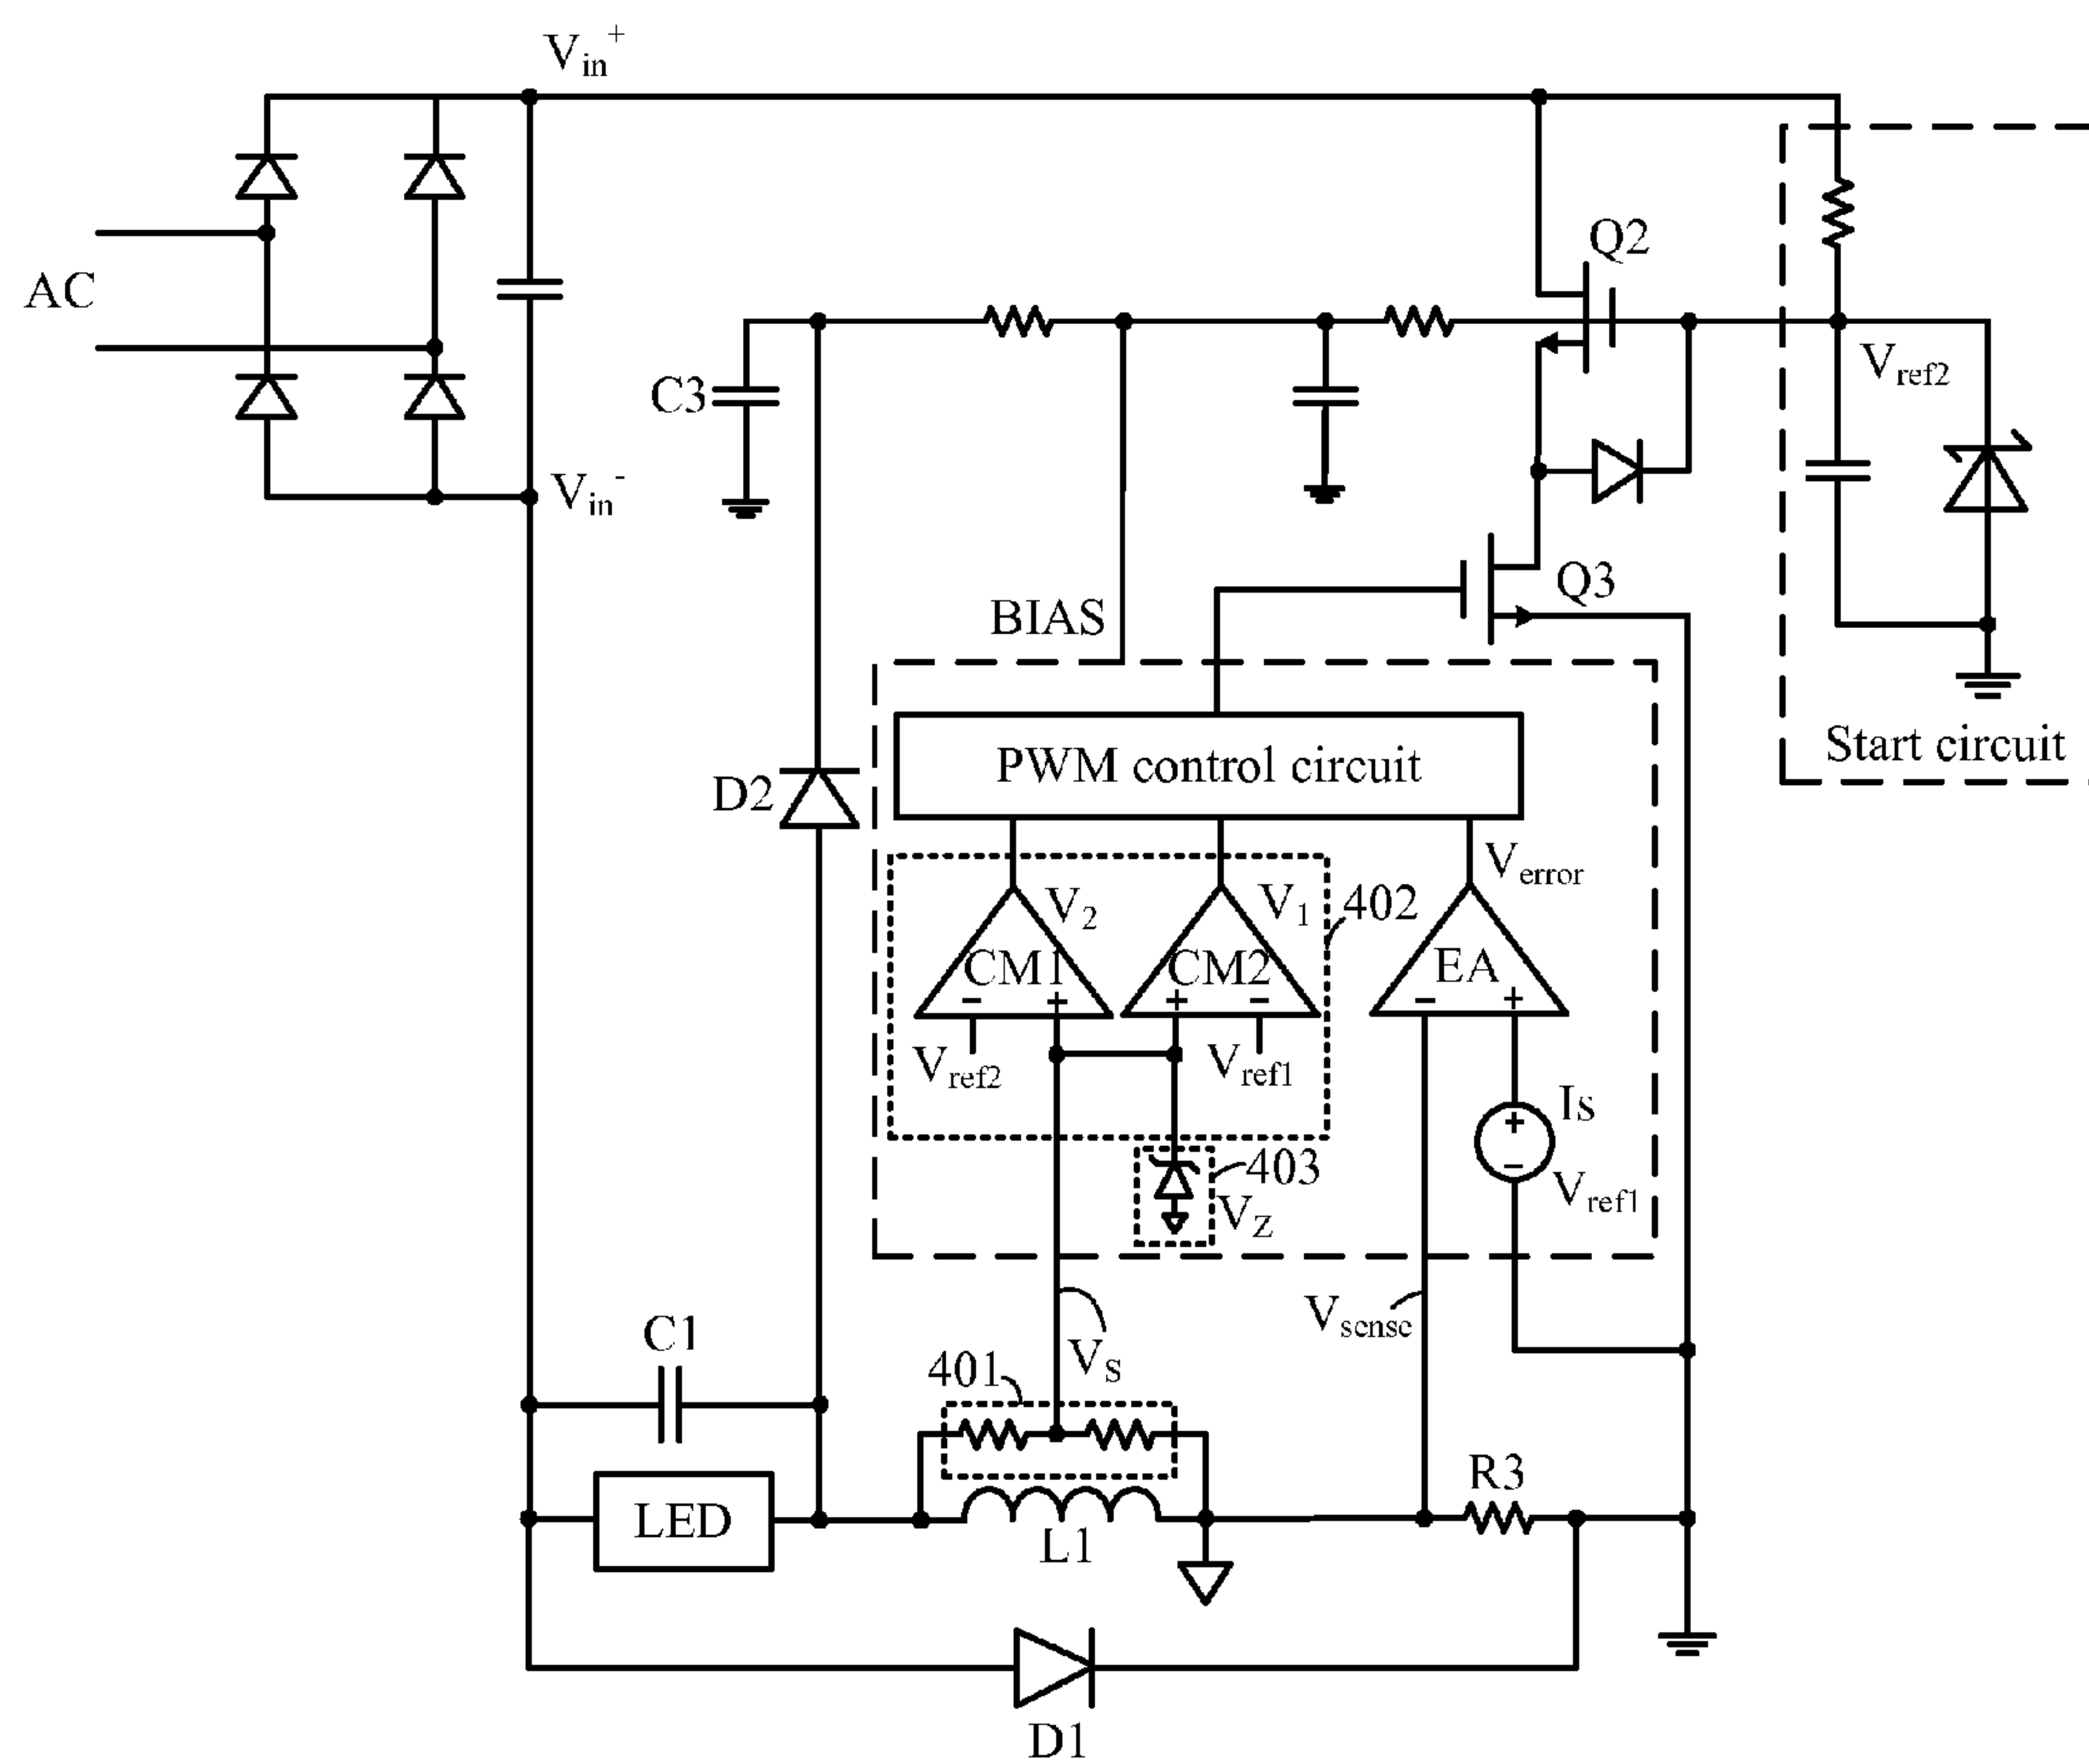 Vin+
AC
Vin-
Q2
Vref2
C3
Q3
BIAS
Start circuit
PWM control circuit
D2
Verror
V2
V1
402
CM1
CM2
EA
- +
+ -
- +
Vref2
Vref1
IS
+
-
403
VZ
Vref1
Vsense
C1
VS
401
R3
LED
L1
D1